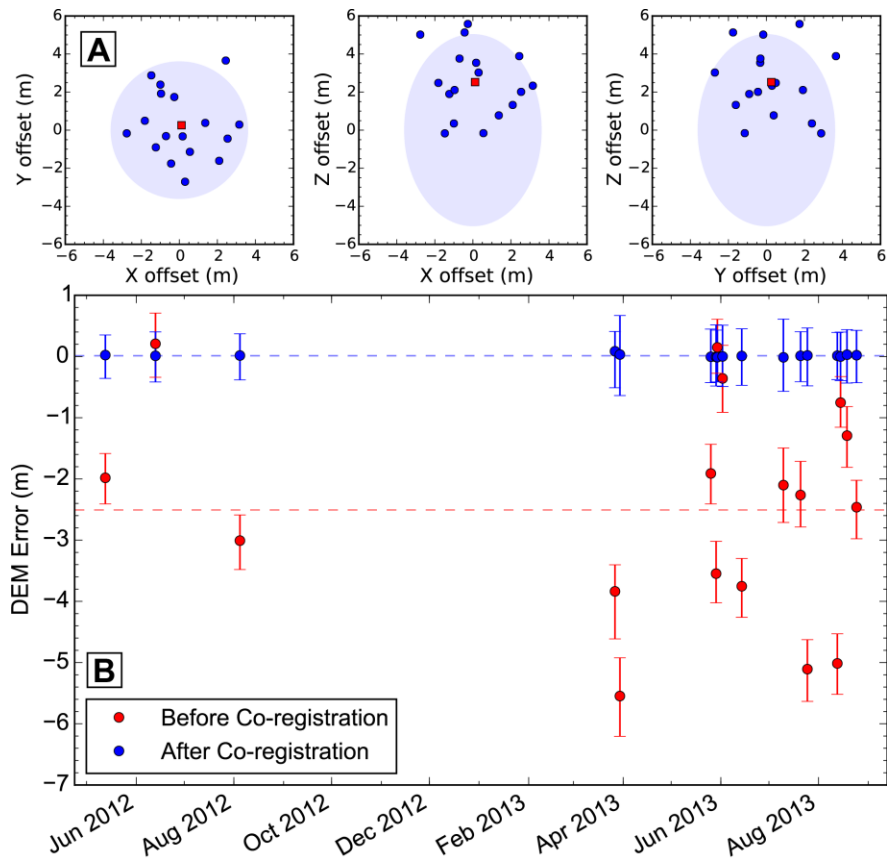 A
6
4
2
0
−2
−4
−6
Y offset (m)
−6 −4 −2 0 2 4 6
X offset (m)
6
4
2
0
−2
−4
−6
Z offset (m)
−6 −4 −2 0 2 4 6
X offset (m)
6
4
2
0
−2
−4
−6
Z offset (m)
−6 −4 −2 0 2 4 6
Y offset (m)
1
0
−1
−2
−3
−4
−5
−6
−7
DEM Error (m)
B
Before Co-registration
After Co-registration
Jun 2012
Aug 2012
Oct 2012
Dec 2012
Feb 2013
Apr 2013
Jun 2013
Aug 2013